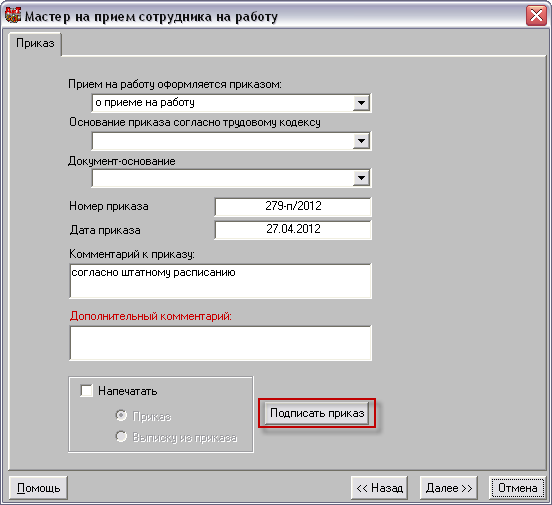 Мастер на прием сотрудника на работу
Приказ
Прием на работу оформляется приказом:
о приеме на работу
Основание приказа согласно трудовому кодексу
Документ-основание
Номер приказа 279-п/2012
Дата приказа 27.04.2012
Комментарий к приказу:
согласно штатному расписанию
Дополнительный комментарий:
Напечатать
Приказ
Выписку из приказа
Подписать приказ
Помощь << Назад Далее >> Отмена